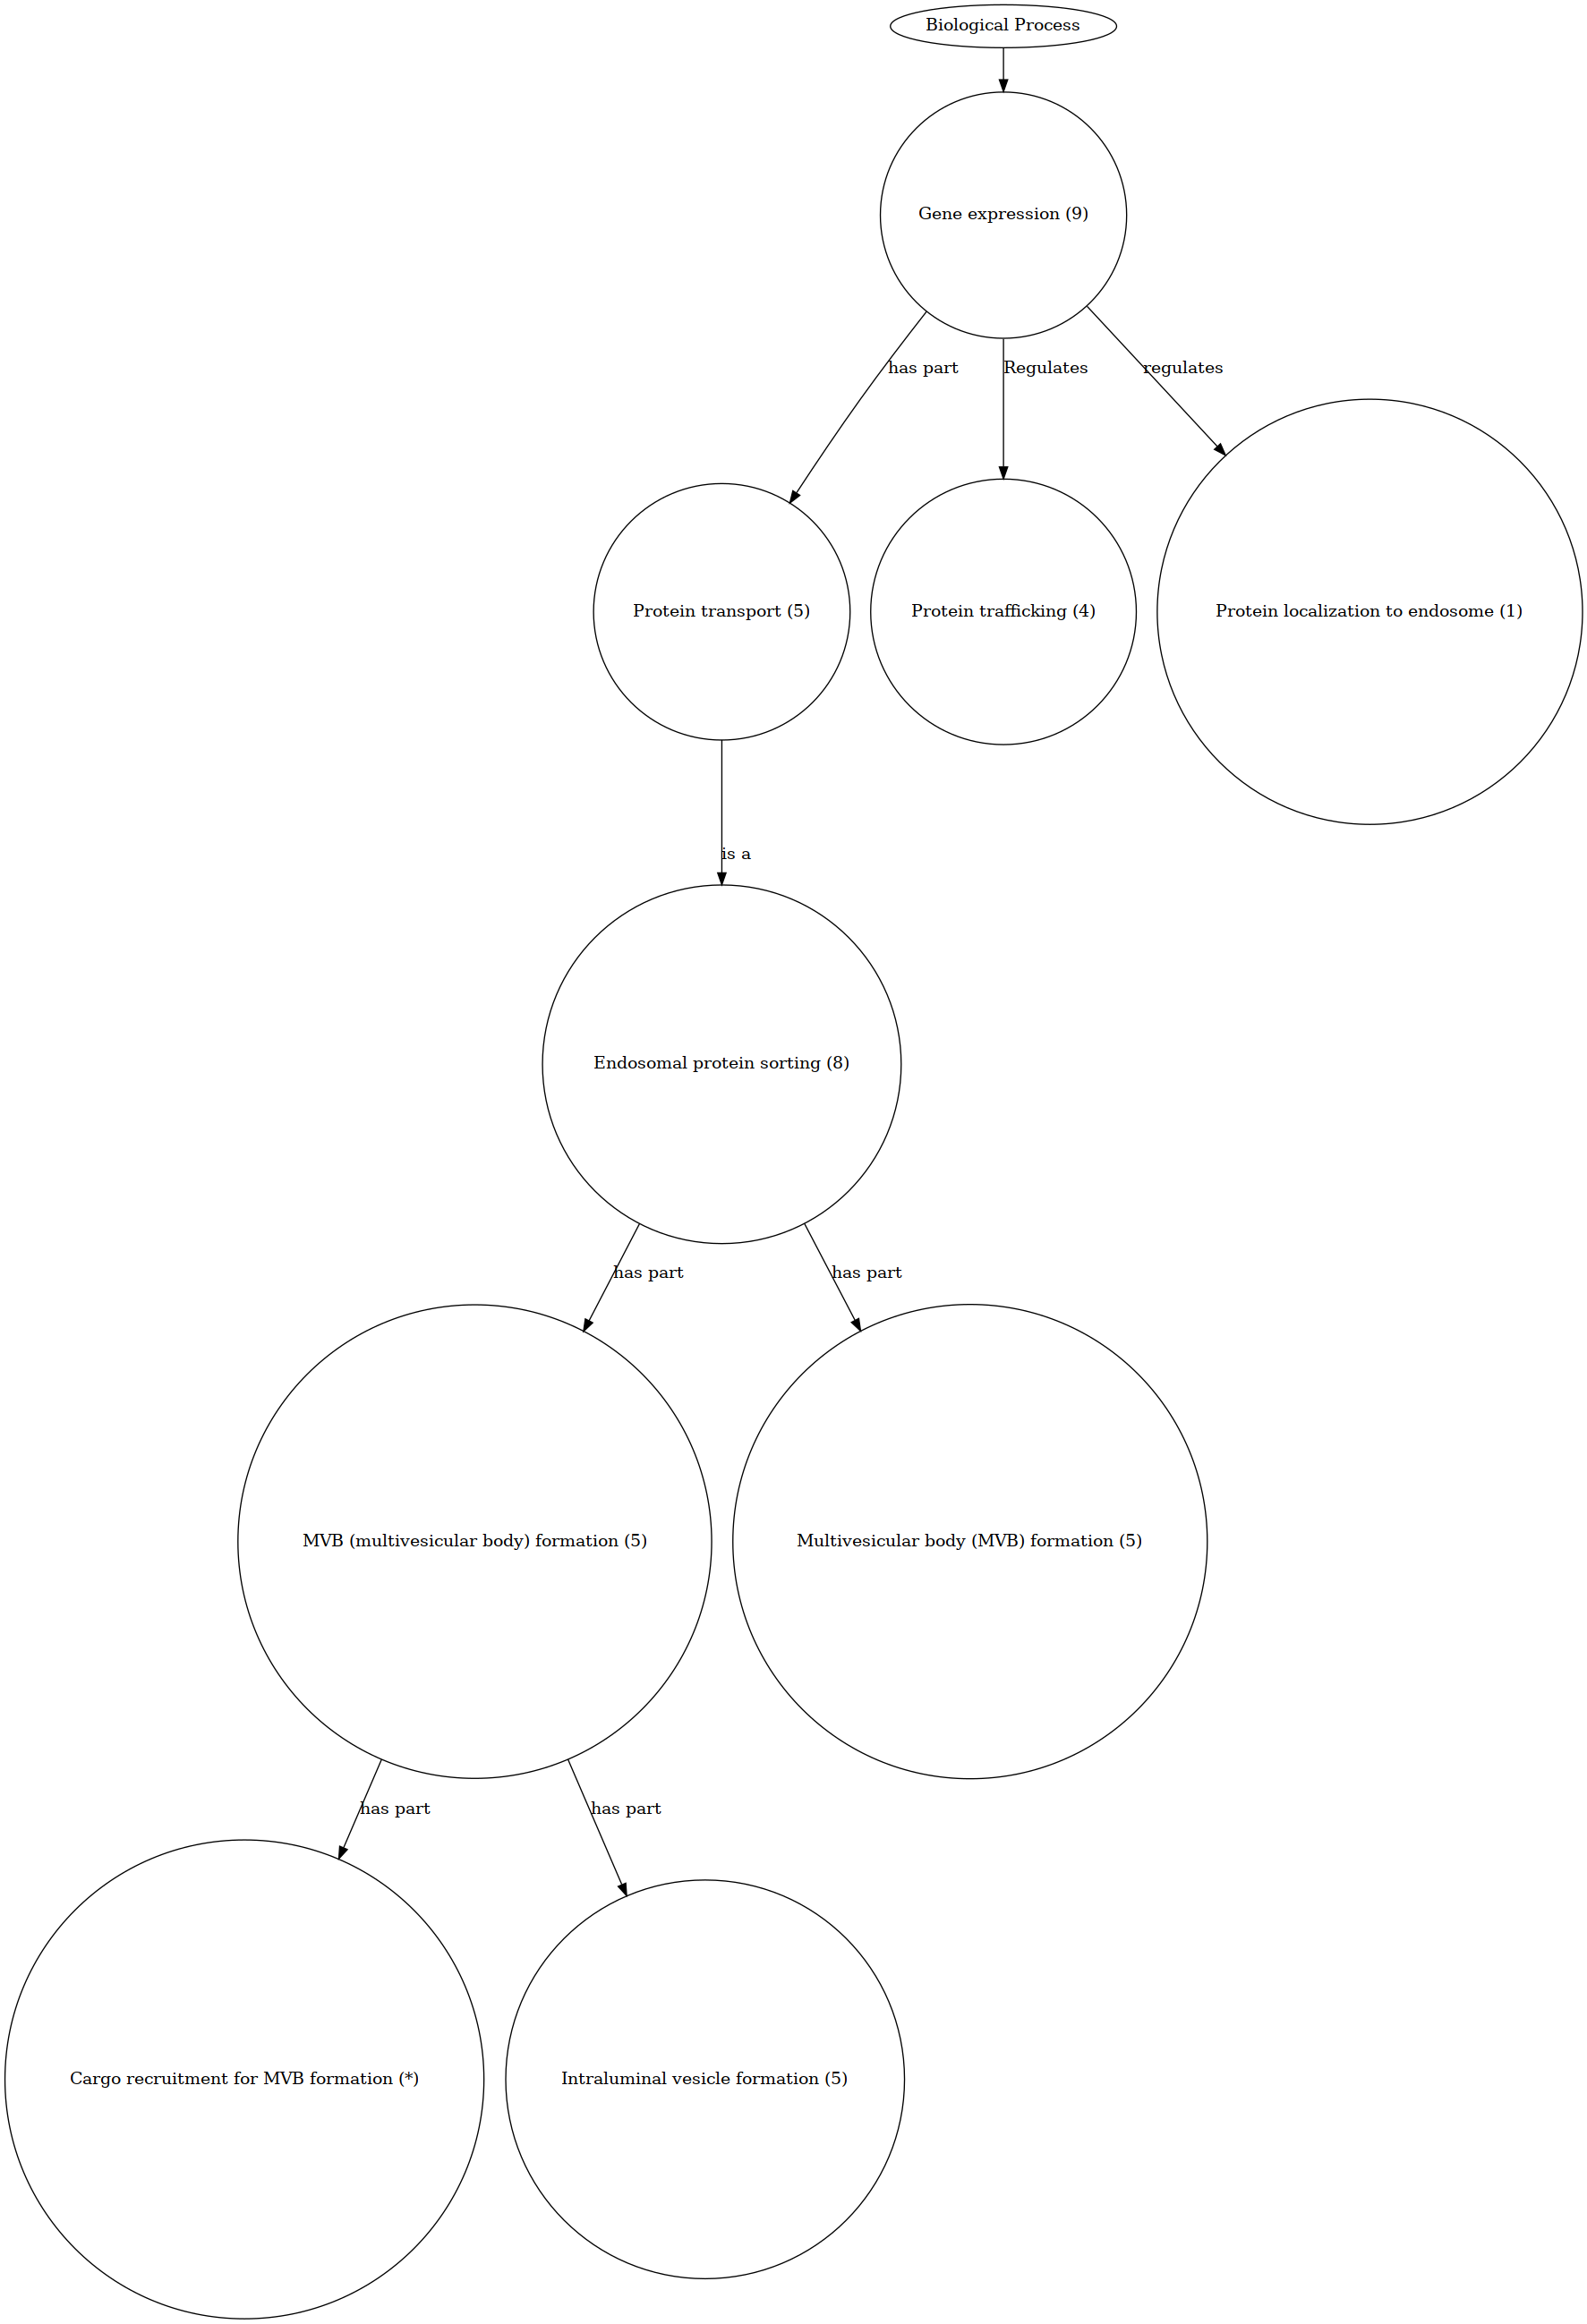 Biological Process
Gene expression (9)
has part
Regulates
regulates
Protein transport (5)
Protein trafficking (4)
Protein localization to endosome (1)
is a
Endosomal protein sorting (8)
has part
has part
MVB (multivesicular body) formation (5)
Multivesicular body (MVB) formation (5)
has part
has part
Cargo recruitment for MVB formation (*)
Intraluminal vesicle formation (5)